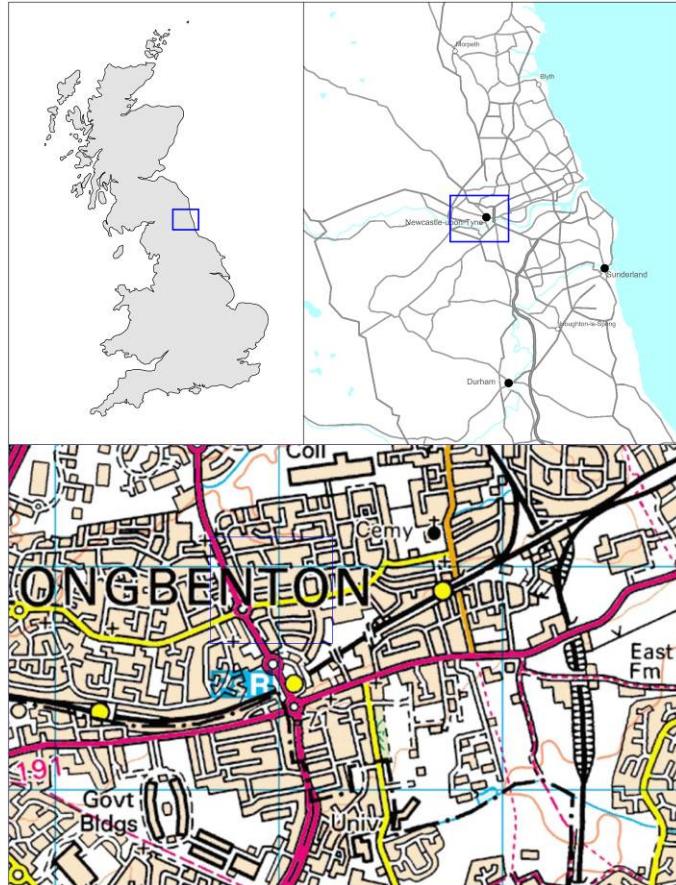 Morpeth
Blyth
Newcastle-upon-Tyne
Sunderland
Houghton-le-Spring
Durham
Coll
Cemy
ONGBENTON
East
Fm
R
191
Govt
Bldgs
Univ